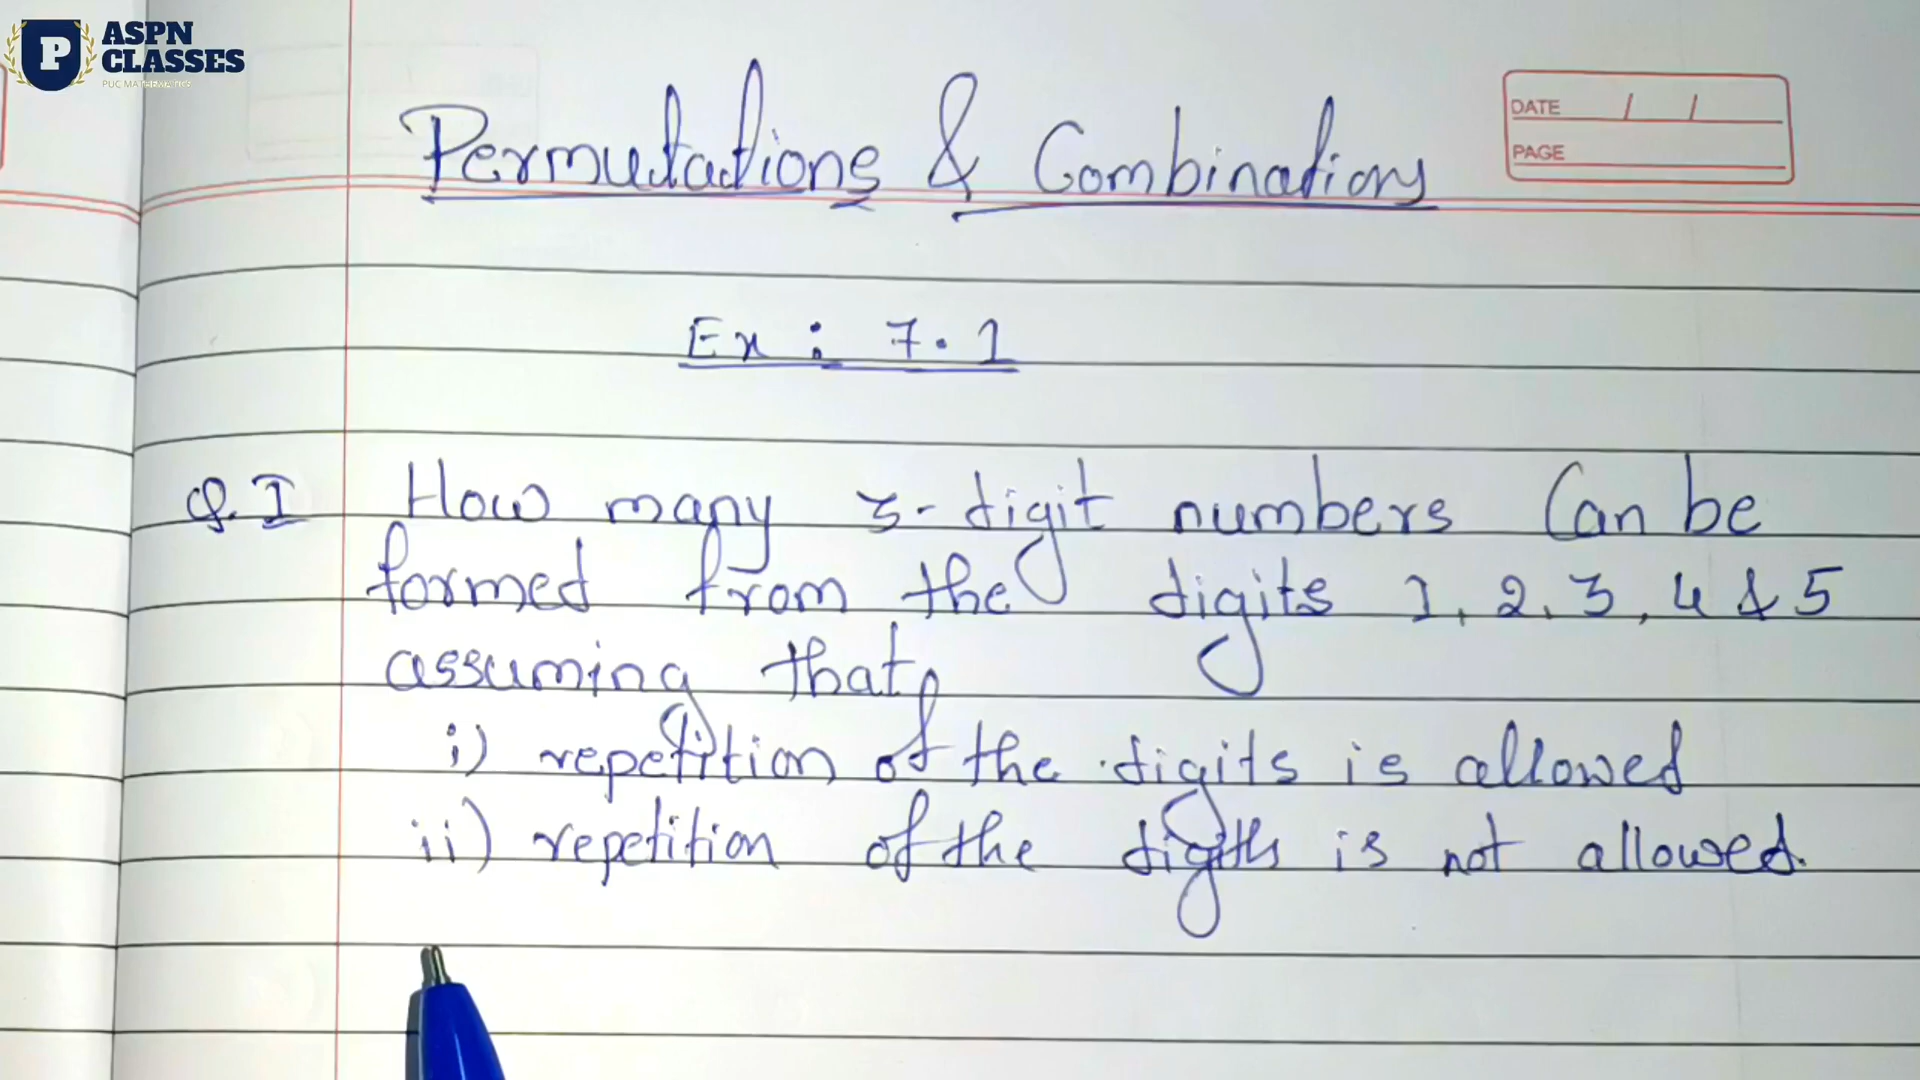 ASPN
CLASSES
PUC MATHEMATICS
Permutations & Combinations
DATE / /
PAGE
Ex : 7.1
Q.I How many 3-digit numbers Can be
formed from the digits 1, 2, 3, 4 & 5
assuming that,
i) repetition of the digits is allowed
ii) repetition of the digits is not allowed.